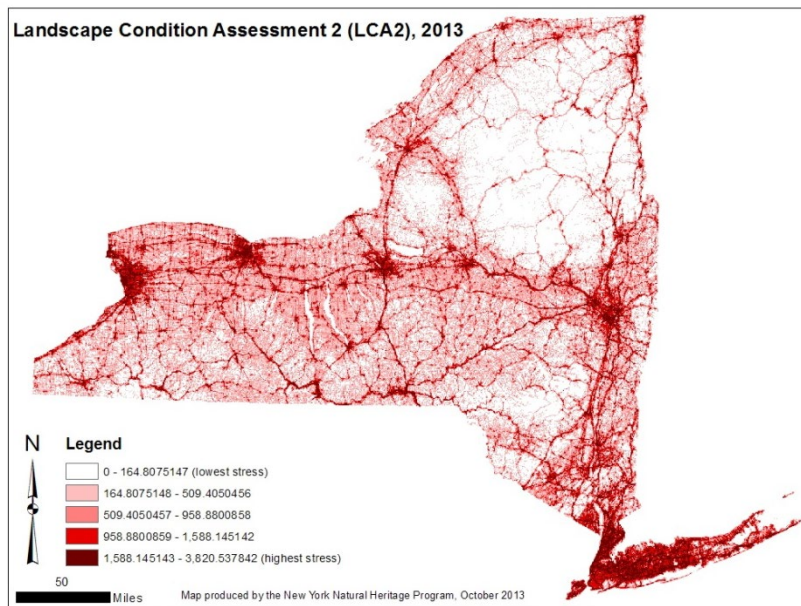 Landscape Condition Assessment 2 (LCA2), 2013
N
Legend
0 - 164.8075147 (lowest stress)
164.8075148 - 509.4050456
509.4050457 - 958.8800858
958.8800859 - 1,588.145142
1,588.145143 - 3,820.537842 (highest stress)
50
Miles
Map produced by the New York Natural Heritage Program, October 2013